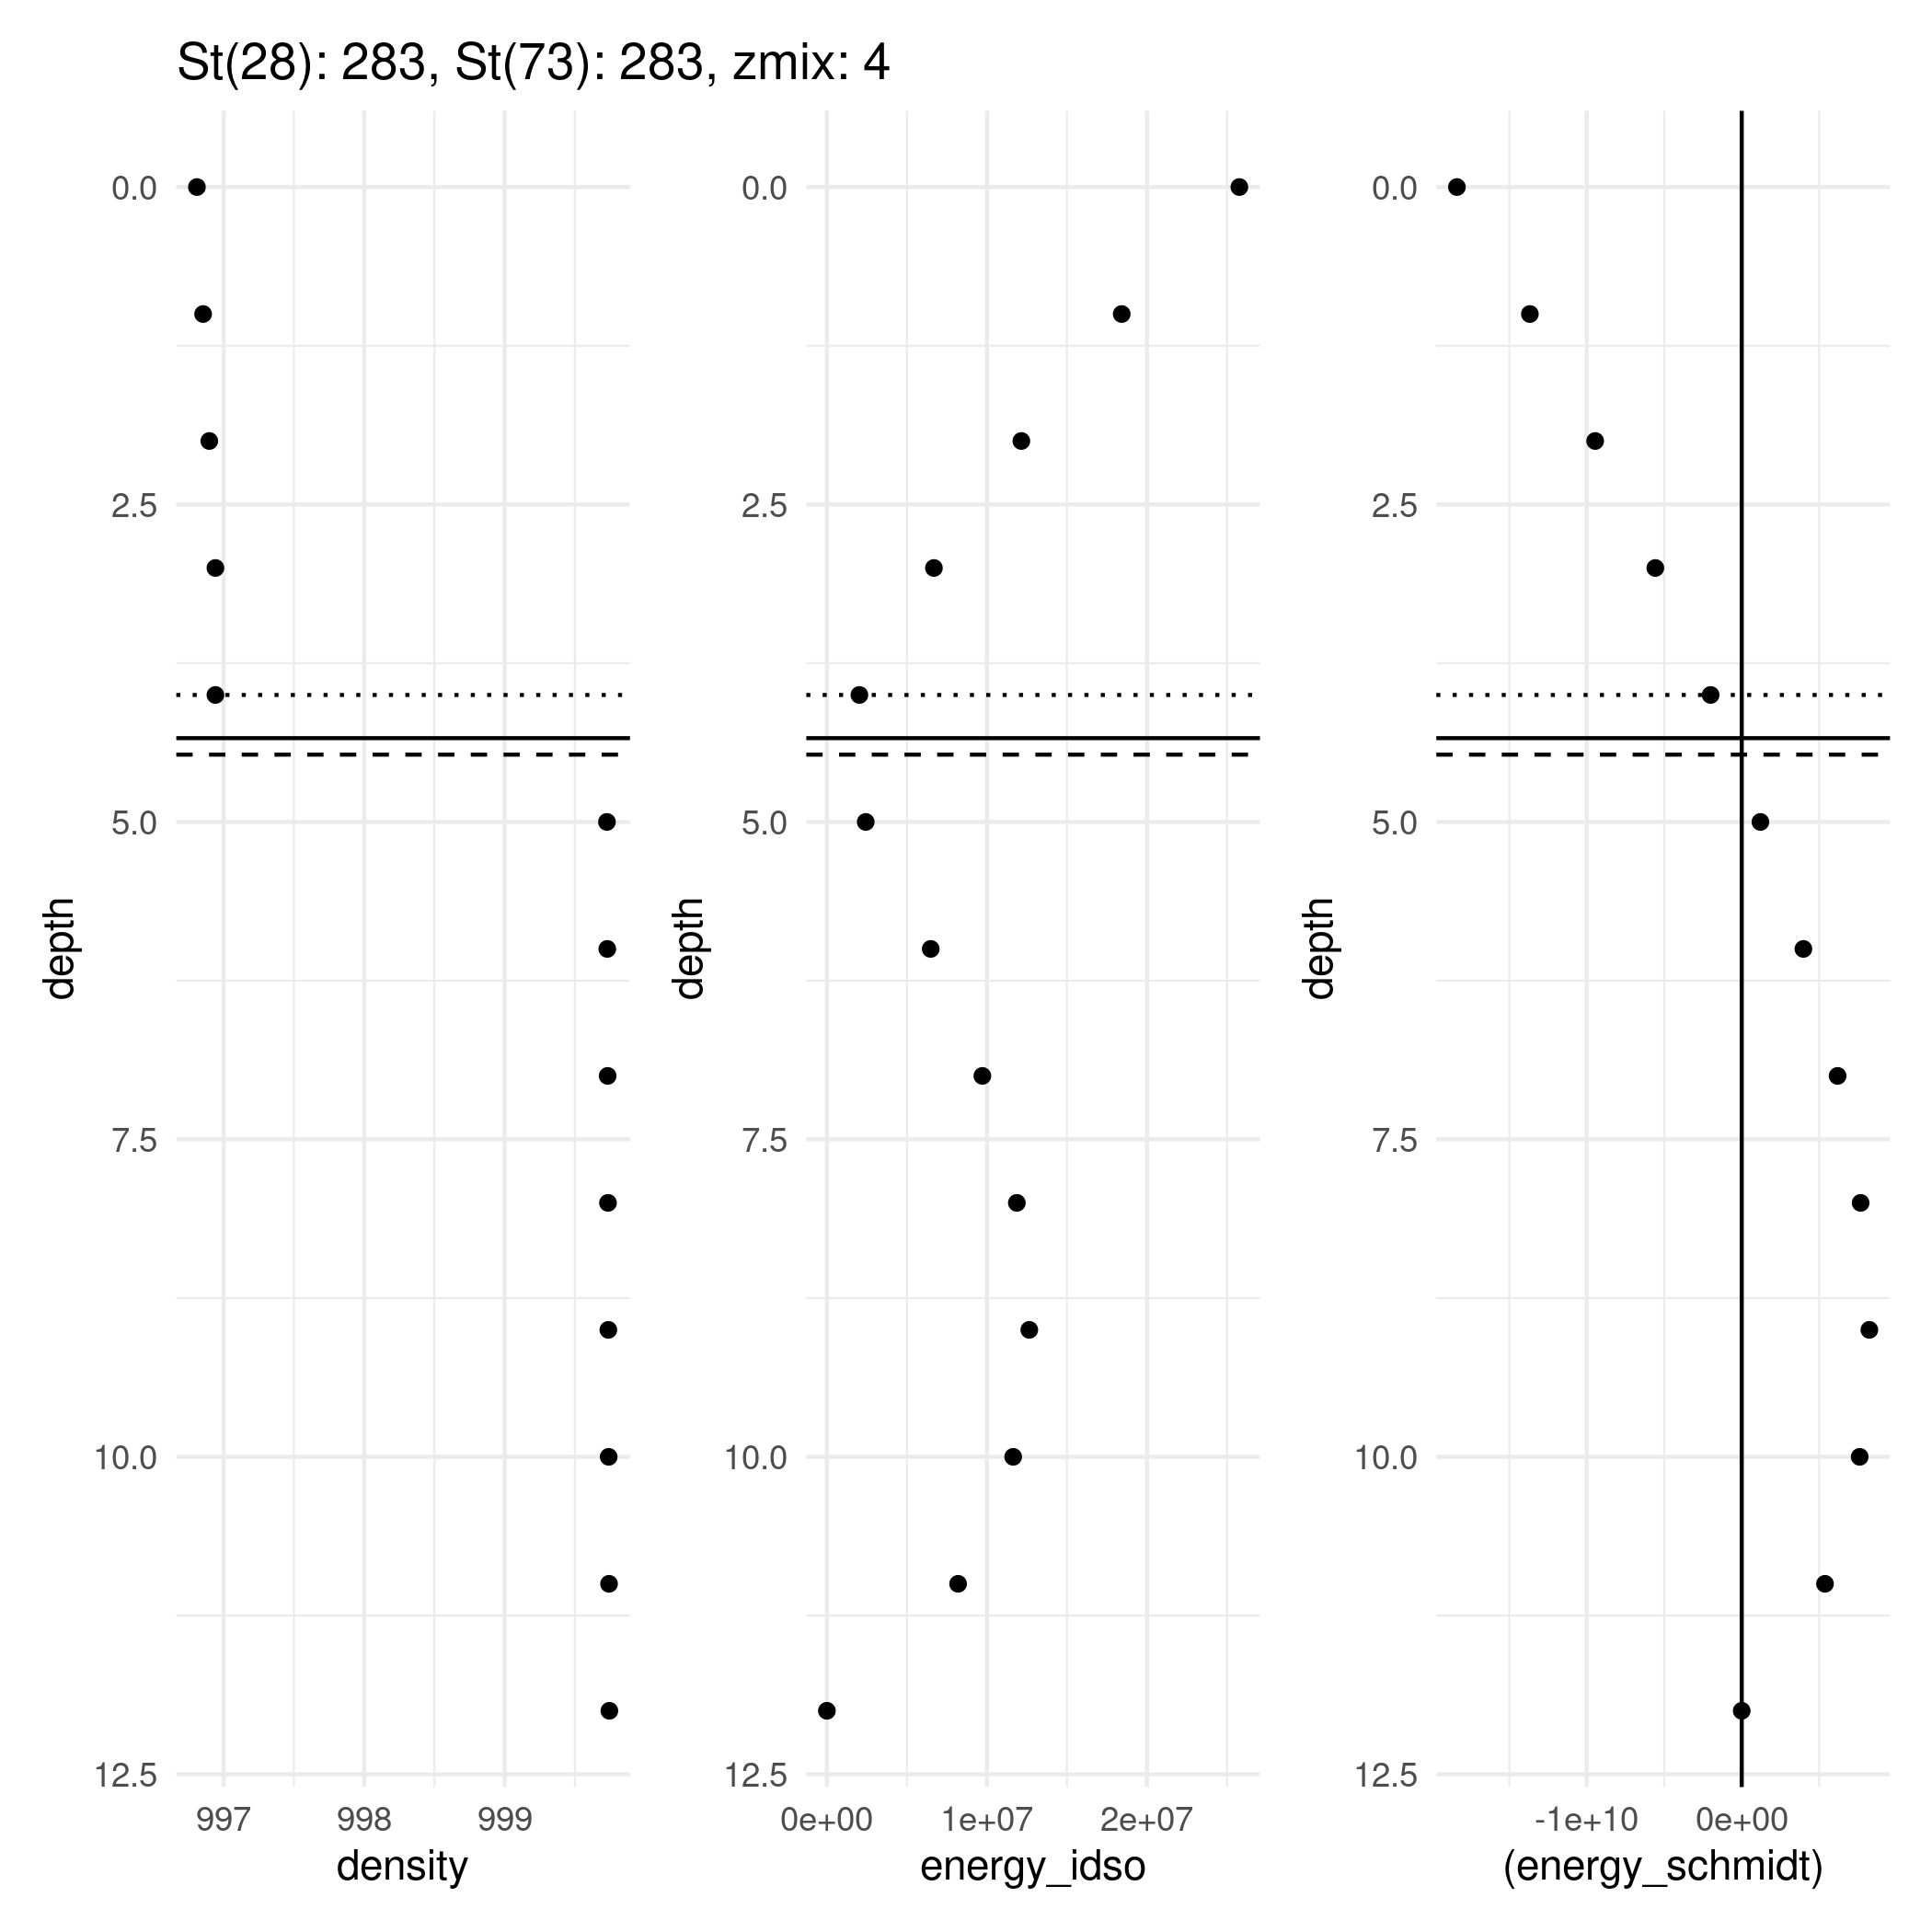 St(28): 283, St(73): 283, zmix: 4
0.0
2.5
5.0
7.5
10.0
12.5
depth
997 998 999
density
0.0
2.5
5.0
7.5
10.0
12.5
depth
0e+00 1e+07 2e+07
energy_idso
0.0
2.5
5.0
7.5
10.0
12.5
depth
-1e+10 0e+00
(energy_schmidt)